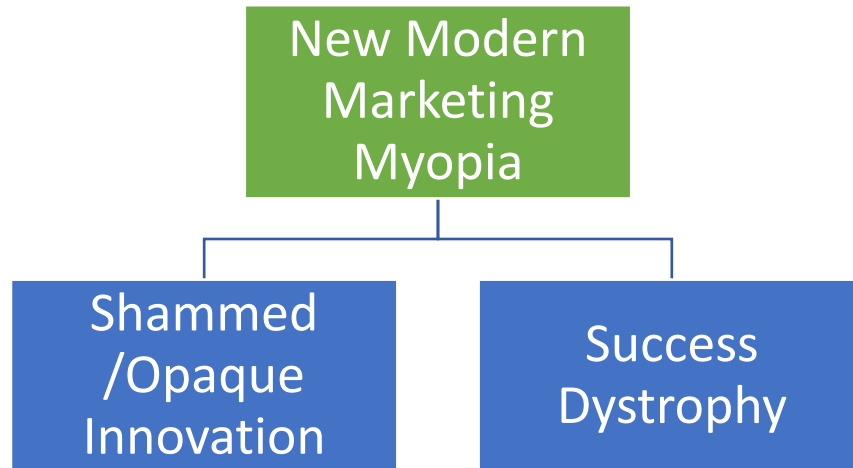 New Modern
Marketing
Myopia
Shammed
/Opaque
Innovation
Success
Dystrophy